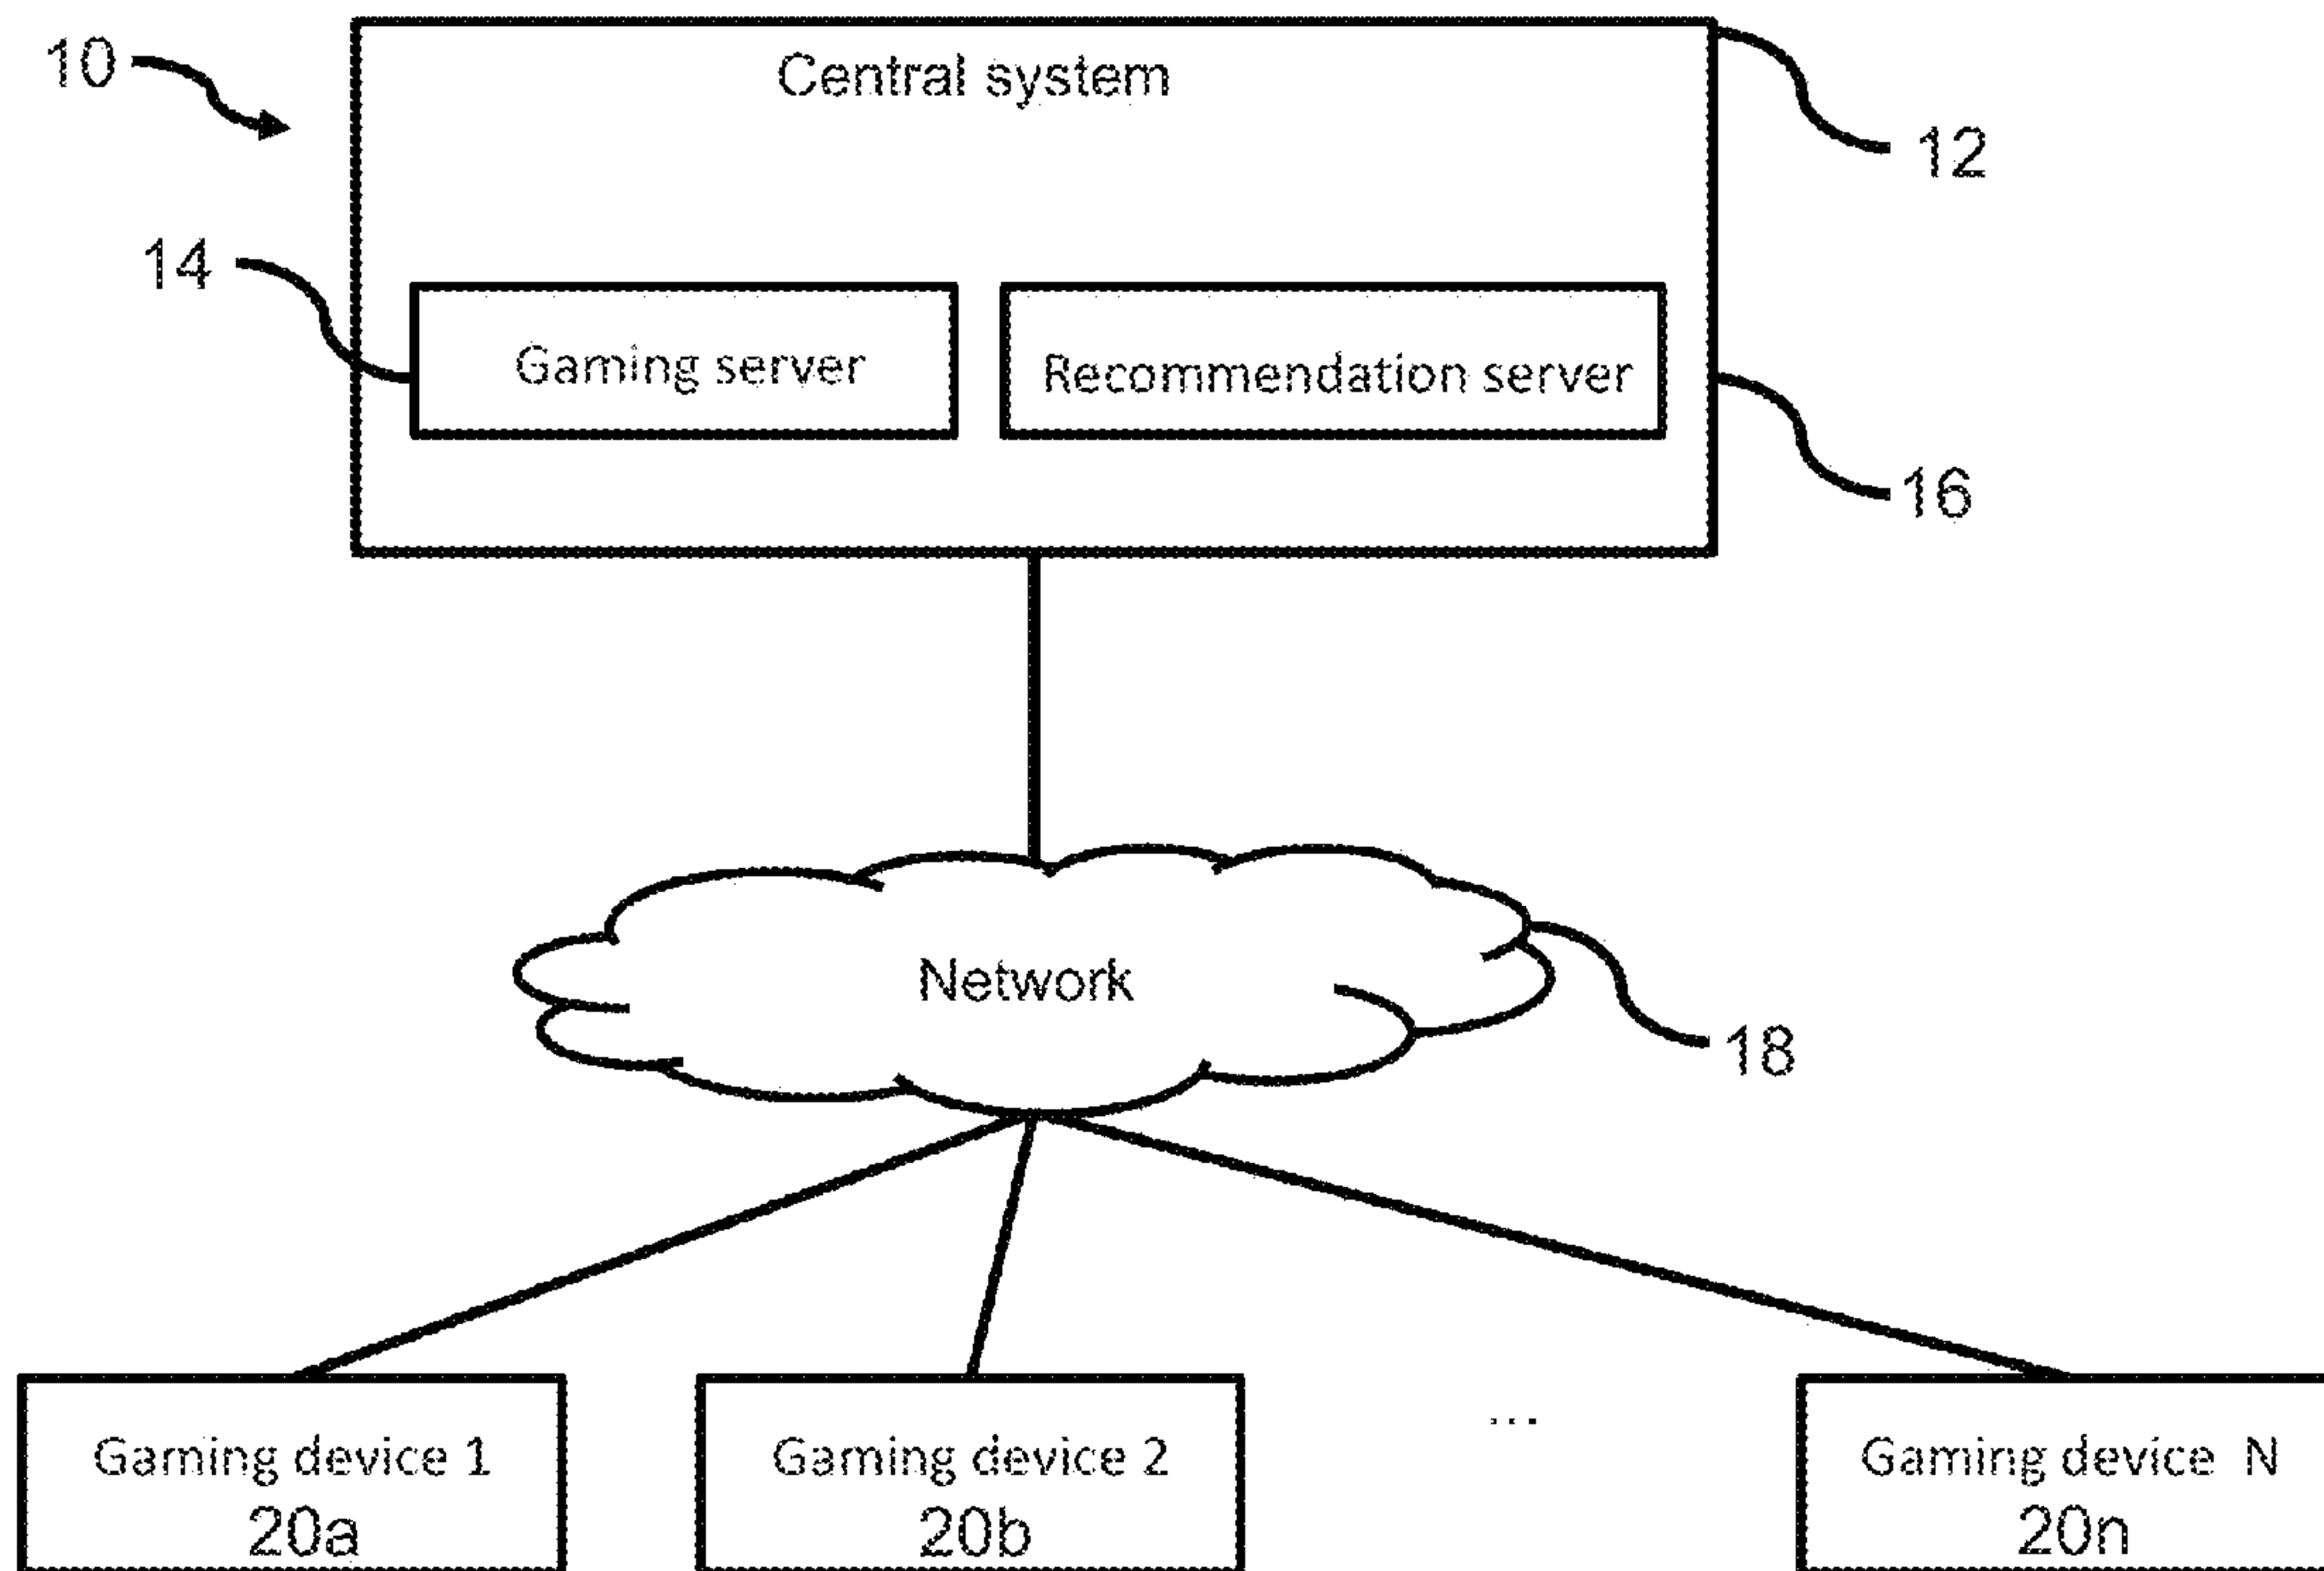 10
Central system
12
14
Gaming server
Recommendation server
16
Network
18
Gaming device 1
20a
Gaming device 2
20b
...
Gaming device N
20n